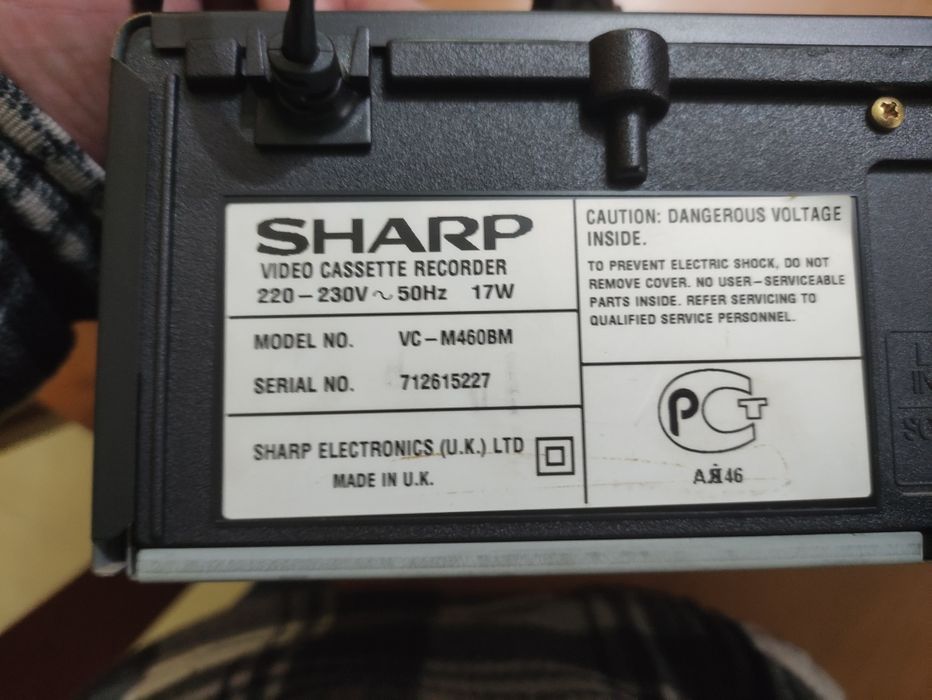 SHARP
VIDEO CASSETTE RECORDER
220-230V ~ 50Hz 17W
MODEL NO. VC-M460BM
SERIAL NO. 712615227
SHARP ELECTRONICS (U.K.) LTD
MADE IN U.K.
CAUTION: DANGEROUS VOLTAGE
INSIDE.
TO PREVENT ELECTRIC SHOCK, DO NOT
REMOVE COVER. NO USER-SERVICEABLE
PARTS INSIDE. REFER SERVICING TO
QUALIFIED SERVICE PERSONNEL.
РСТ
АЯ46